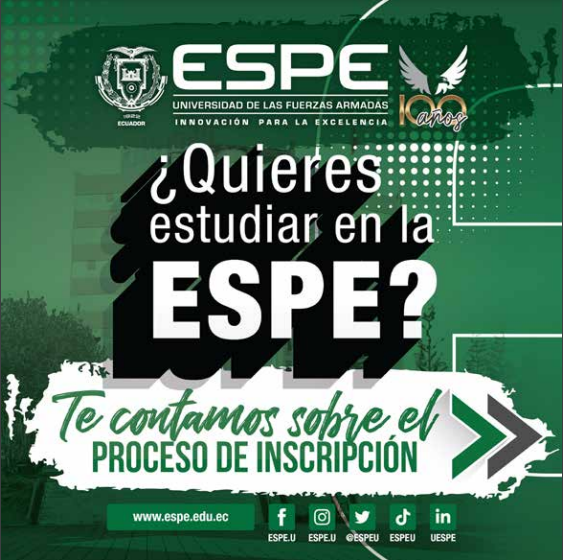 ESPE
UNIVERSIDAD DE LAS FUERZAS ARMADAS
INNOVACIÓN PARA LA EXCELENCIA
ECUADOR
100
años
¿Quieres
estudiar en la
ESPE?
Te contamos sobre el
PROCESO DE INSCRIPCIÓN
www.espe.edu.ec
ESPE.U ESPE.U @ESPEU ESPEU UESPE